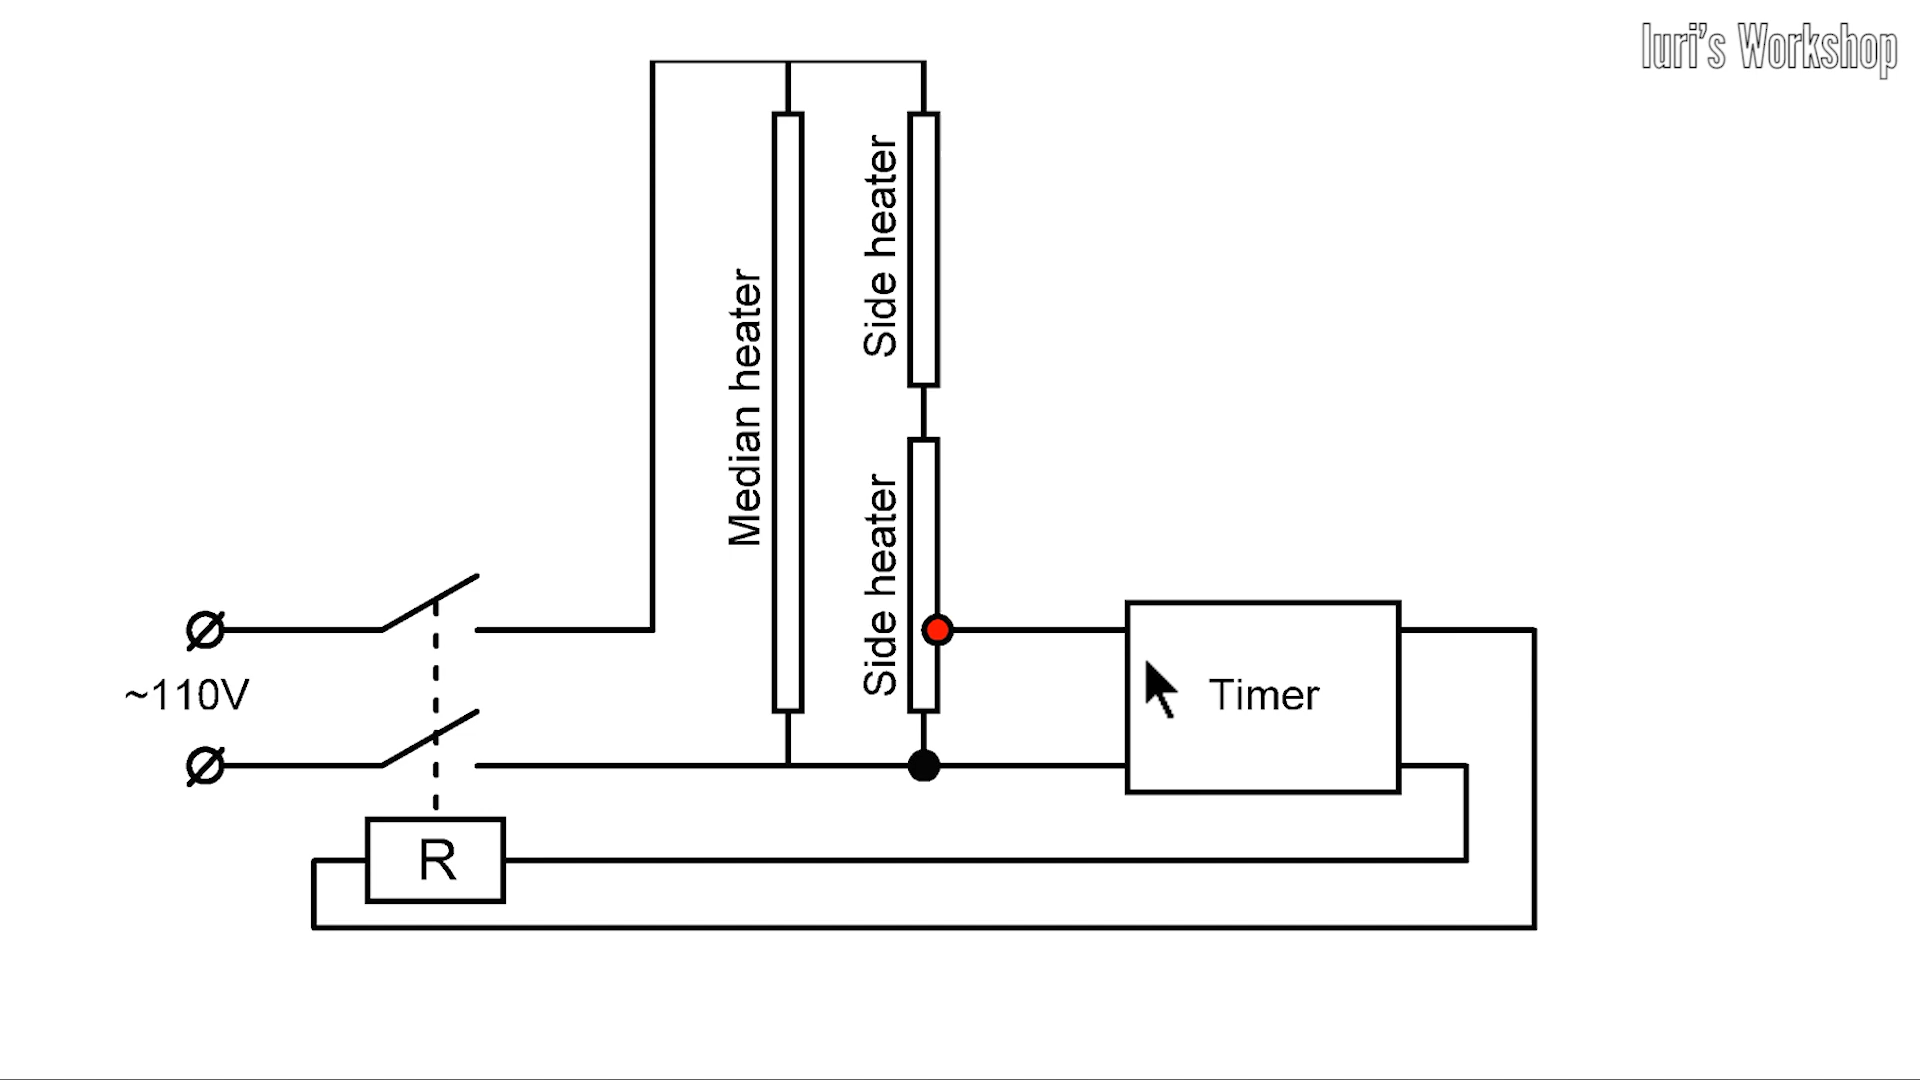 Iuri's Workshop
Median heater
Side heater
Side heater
~110V
Timer
R